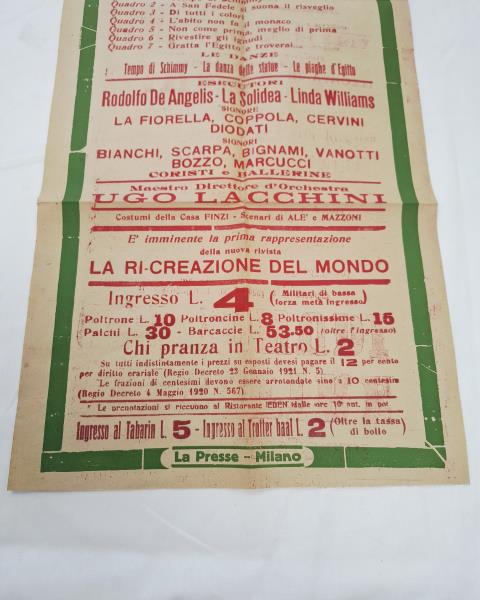 Quadro 2 - A San Fedele si suona il risveglio
Quadro 3 - Di tutti i colori
Quadro 4 - L'abito non fa il monaco
Quadro 5 - Non come prima, meglio di prima
Quadro 6 - Rivestire gli ignudi
Quadro 7 - Gratta l'Egitto e troverai...
LE DANZE
Tempo di Schimmy - La danza delle statue - Le piaghe d'Egitto
ESECUTORI
Rodolfo De Angelis - La Solidea - Linda Williams
SIGNORE
LA FIORELLA, COPPOLA, CERVINI
DIODATI
SIGNORI
BIANCHI, SCARPA, BIGNAMI, VANOTTI
BOZZO, MARCUCCI
CORISTI e BALLERINE
Maestro Direttore d'Orchestra
UGO LACCHINI
Costumi della Casa FINZI - Scenari di ALE' e MAZZONI
E' imminente la prima rappresentazione
della nuova rivista
LA RI-CREAZIONE DEL MONDO
Ingresso L. 4 (Militari di bassa forza metà ingresso)
Poltrone L. 10 Poltroncine L. 8 Poltronissime L. 15
Palchi L. 30 - Barcaccie L. 53.50 (oltre l'ingresso)
Chi pranza in Teatro L. 2
Su tutti indistintamente i prezzi su esposti devesi pagare il 12 per cento
per diritto erariale (Regio Decreto 23 Gennaio 1921 N. 5)
Le frazioni di centesimi devono essere arrotondate sino a 10 centesimi
(Regio Decreto 4 Maggio 1920 N. 567)
* Le prenotazioni si ricevono al Ristorante EDEN dalle ore 10 ant. in poi
Ingresso al Tabarin L. 5 - Ingresso al Trotter baal L. 2 (Oltre la tassa di bollo)
La Presse - Milano